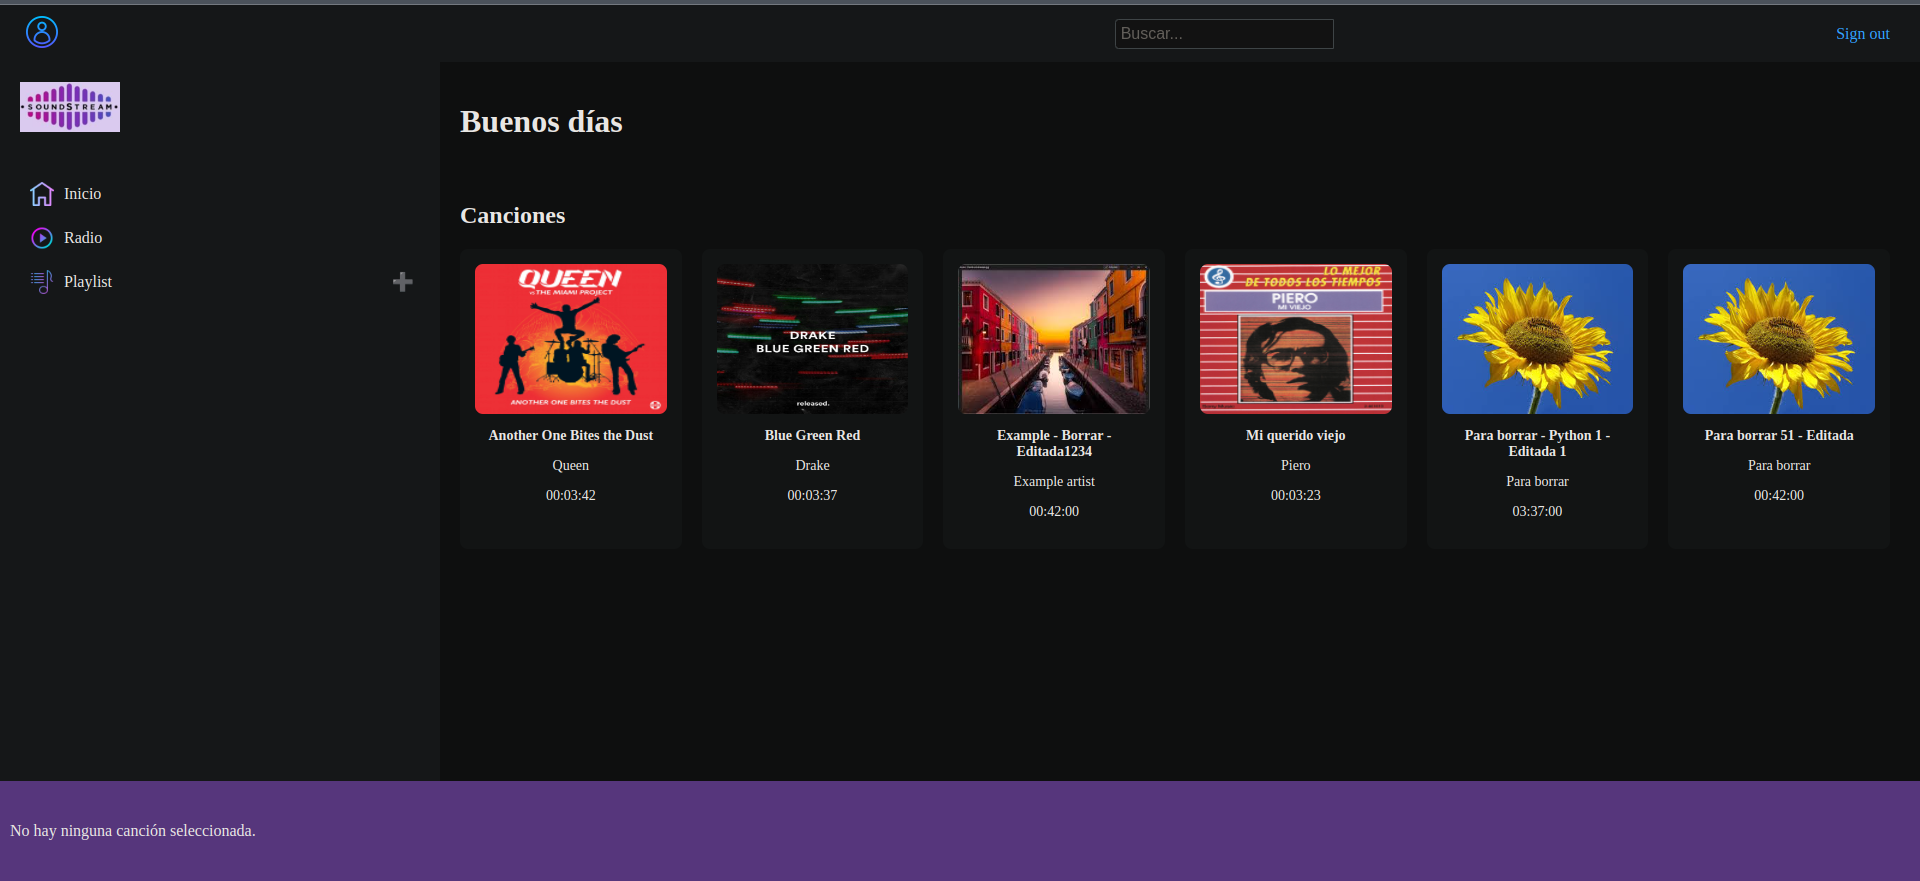 Buscar...
Sign out
SOUNDSTREAM
Inicio
Radio
Playlist
Buenos días
Canciones
QUEEN
vs THE MIAMI PROJECT
ANOTHER ONE BITES THE DUST
Another One Bites the Dust
Queen
00:03:42
DRAKE
BLUE GREEN RED
released.
Blue Green Red
Drake
00:03:37
Example - Borrar -
Editada1234
Example artist
00:42:00
LO MEJOR
DE TODOS LOS TIEMPOS
PIERO
MI VIEJO
Mi querido viejo
Piero
00:03:23
Para borrar - Python 1 -
Editada 1
Para borrar
03:37:00
Para borrar 51 - Editada
Para borrar
00:42:00
No hay ninguna canción seleccionada.